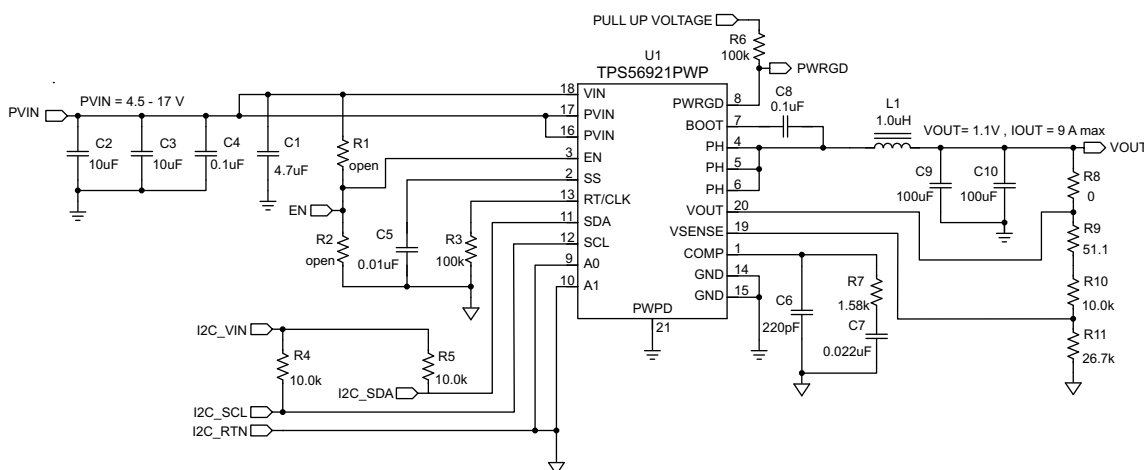 PULL UP VOLTAGE
R6
100k
PWRGD
U1
TPS56921PWP
PVIN
PVIN = 4.5 - 17 V
C2
10uF
C3
10uF
C4
0.1uF
C1
4.7uF
R1
open
EN
R2
open
C5
0.01uF
R3
100k
18 VIN
17 PVIN
16 PVIN
3 EN
2 SS
13 RT/CLK
11 SDA
12 SCL
9 A0
10 A1
PWRGD 8
BOOT 7
PH 4
PH 5
PH 6
VOUT 20
VSENSE 19
COMP 1
GND 14
GND 15
PWPD
21
C8
0.1uF
L1
1.0uH
VOUT= 1.1V , IOUT = 9 A max
VOUT
C9
100uF
C10
100uF
R8
0
R9
51.1
R10
10.0k
R11
26.7k
C6
220pF
R7
1.58k
C7
0.022uF
I2C_VIN
R4
10.0k
R5
10.0k
I2C_SDA
I2C_SCL
I2C_RTN